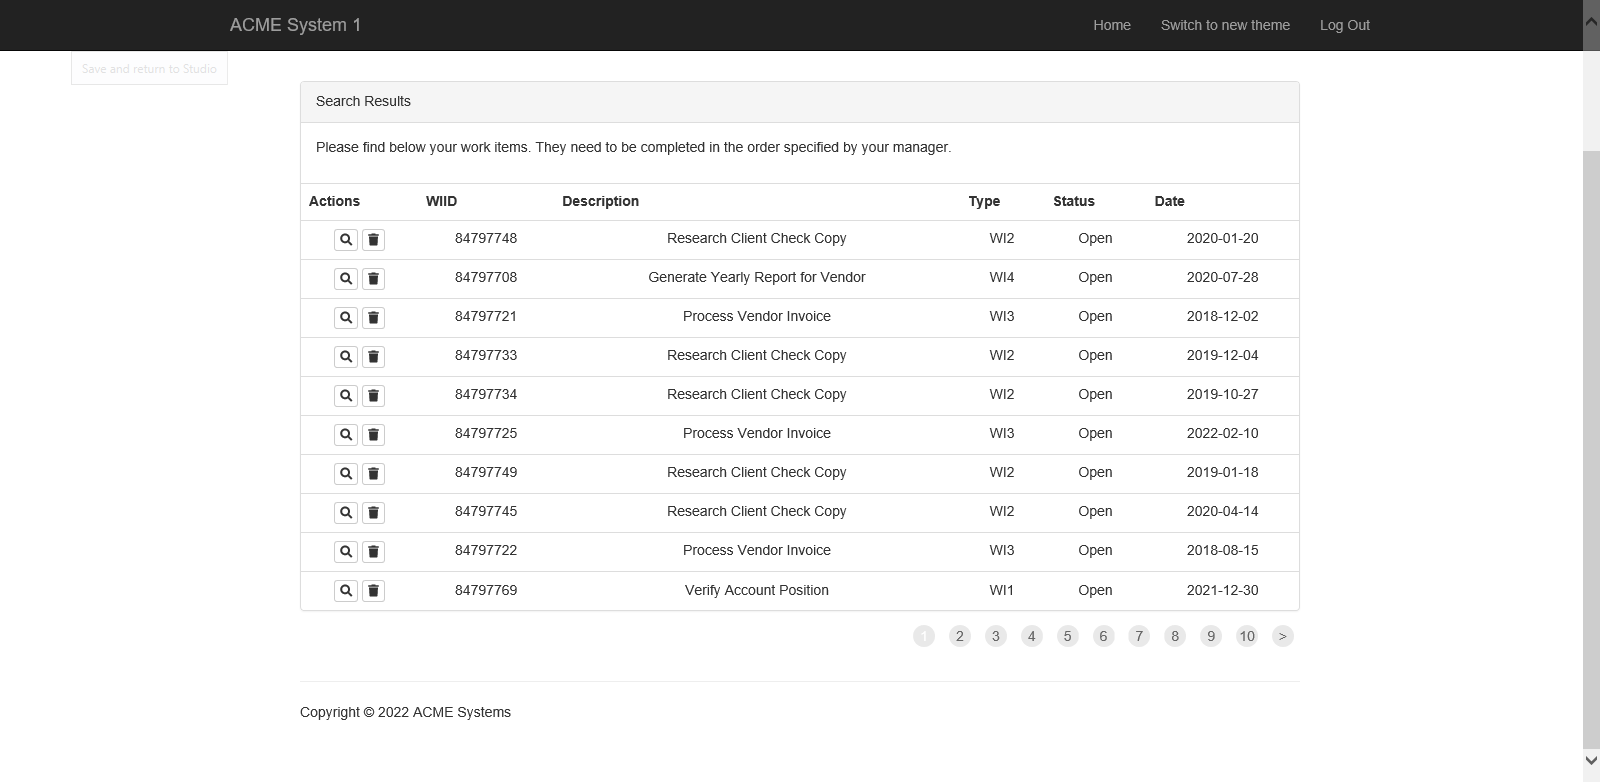 ACME System 1 Home Switch to new theme Log Out
Save and return to Studio
Search Results
Please find below your work items. They need to be completed in the order specified by your manager.
Actions WIID Description Type Status Date
84797748 Research Client Check Copy WI2 Open 2020-01-20
84797708 Generate Yearly Report for Vendor WI4 Open 2020-07-28
84797721 Process Vendor Invoice WI3 Open 2018-12-02
84797733 Research Client Check Copy WI2 Open 2019-12-04
84797734 Research Client Check Copy WI2 Open 2019-10-27
84797725 Process Vendor Invoice WI3 Open 2022-02-10
84797749 Research Client Check Copy WI2 Open 2019-01-18
84797745 Research Client Check Copy WI2 Open 2020-04-14
84797722 Process Vendor Invoice WI3 Open 2018-08-15
84797769 Verify Account Position WI1 Open 2021-12-30
1 2 3 4 5 6 7 8 9 10 >
Copyright © 2022 ACME Systems